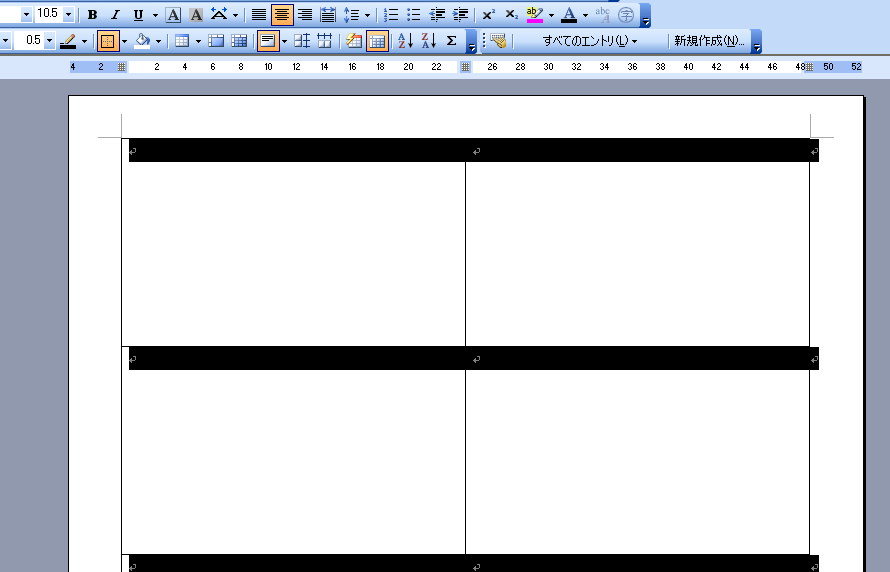 10.5 B I U A A X² X₂ ab A abc A 字
0.5 A Z Z A Σ すべてのエントリ(L) 新規作成(N)...
4 2 2 4 6 8 10 12 14 16 18 20 22 26 28 30 32 34 36 38 40 42 44 46 48 50 52